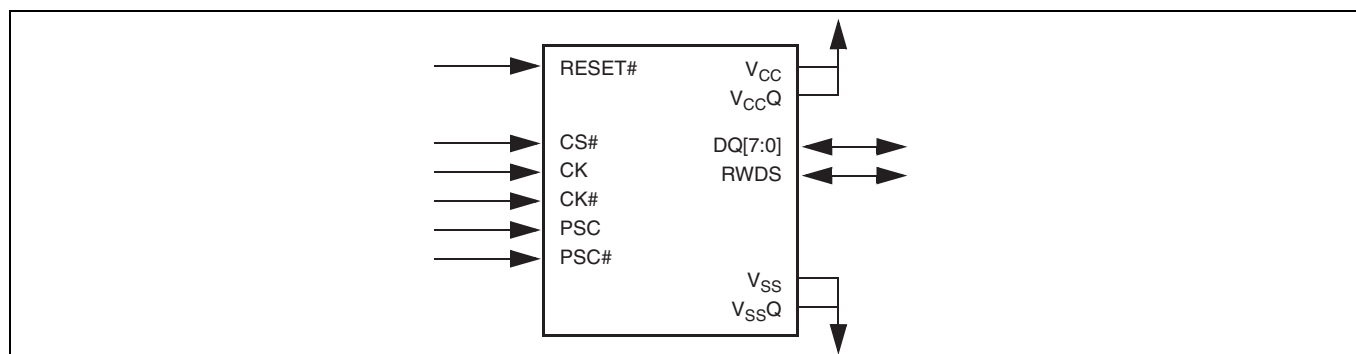 RESET#
CS#
CK
CK#
PSC
PSC#
VCC
VCCQ
DQ[7:0]
RWDS
VSS
VSSQ